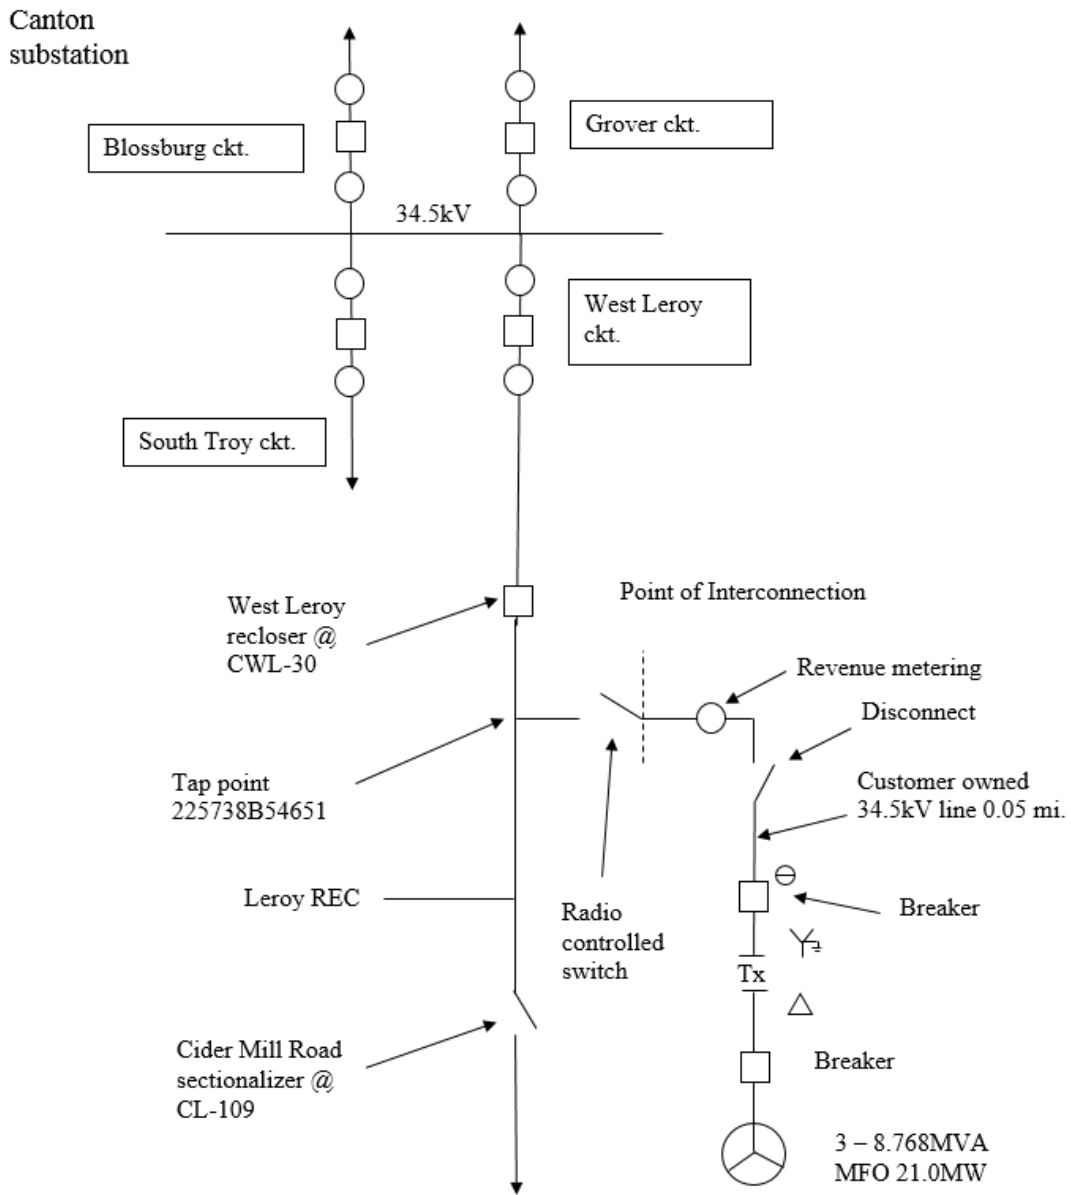 Canton
substation
Blossburg ckt.
Grover ckt.
34.5kV
West Leroy
ckt.
South Troy ckt.
West Leroy
recloser @
CWL-30
Point of Interconnection
Revenue metering
Disconnect
Tap point
225738B54651
Customer owned
34.5kV line 0.05 mi.
Leroy REC
Radio
controlled
switch
Breaker
Tx
Cider Mill Road
sectionalizer @
CL-109
Breaker
3 – 8.768MVA
MFO 21.0MW